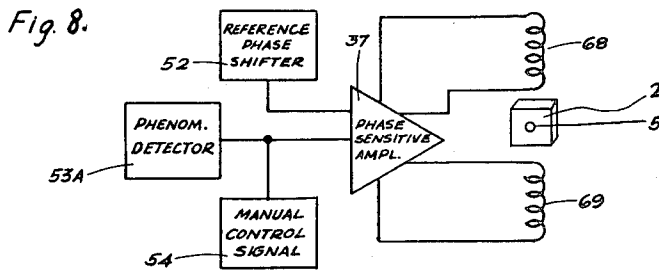 Fig. 8.
REFERENCE
PHASE
SHIFTER
52
37
68
PHENOM.
DETECTOR
53A
PHASE
SENSITIVE
AMPL.
2
5
MANUAL
CONTROL
SIGNAL
54
69